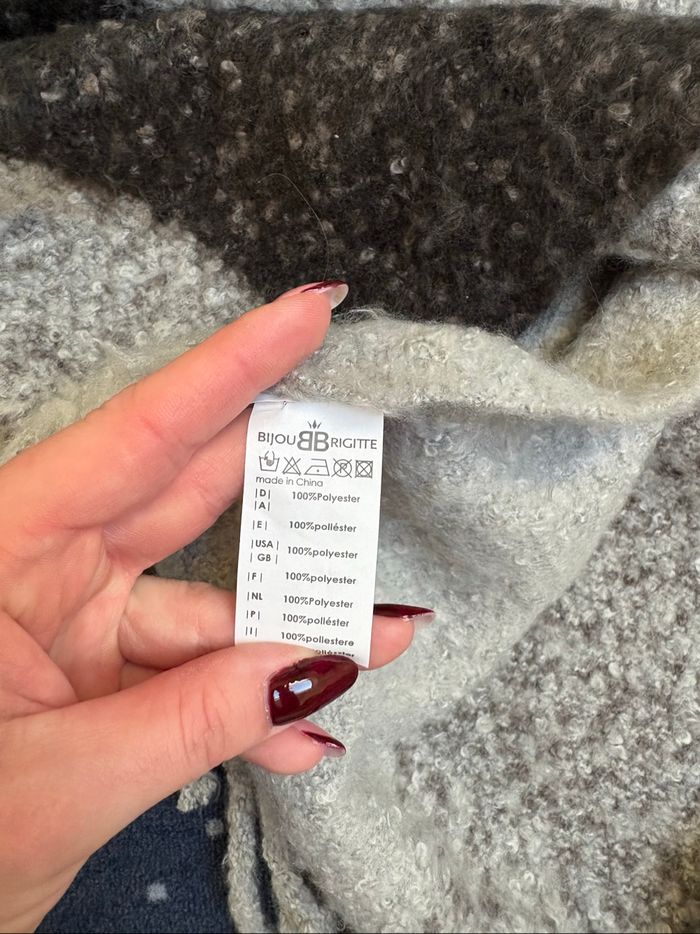 BIJOU BRIGITTE
made in China
|D| 100%Polyester
|A|
|E| 100%poliéster
|USA| 100%polyester
|GB|
|F| 100%polyester
|NL 100%Polyester
|P| 100%poliéster
|I| 100%poliestere